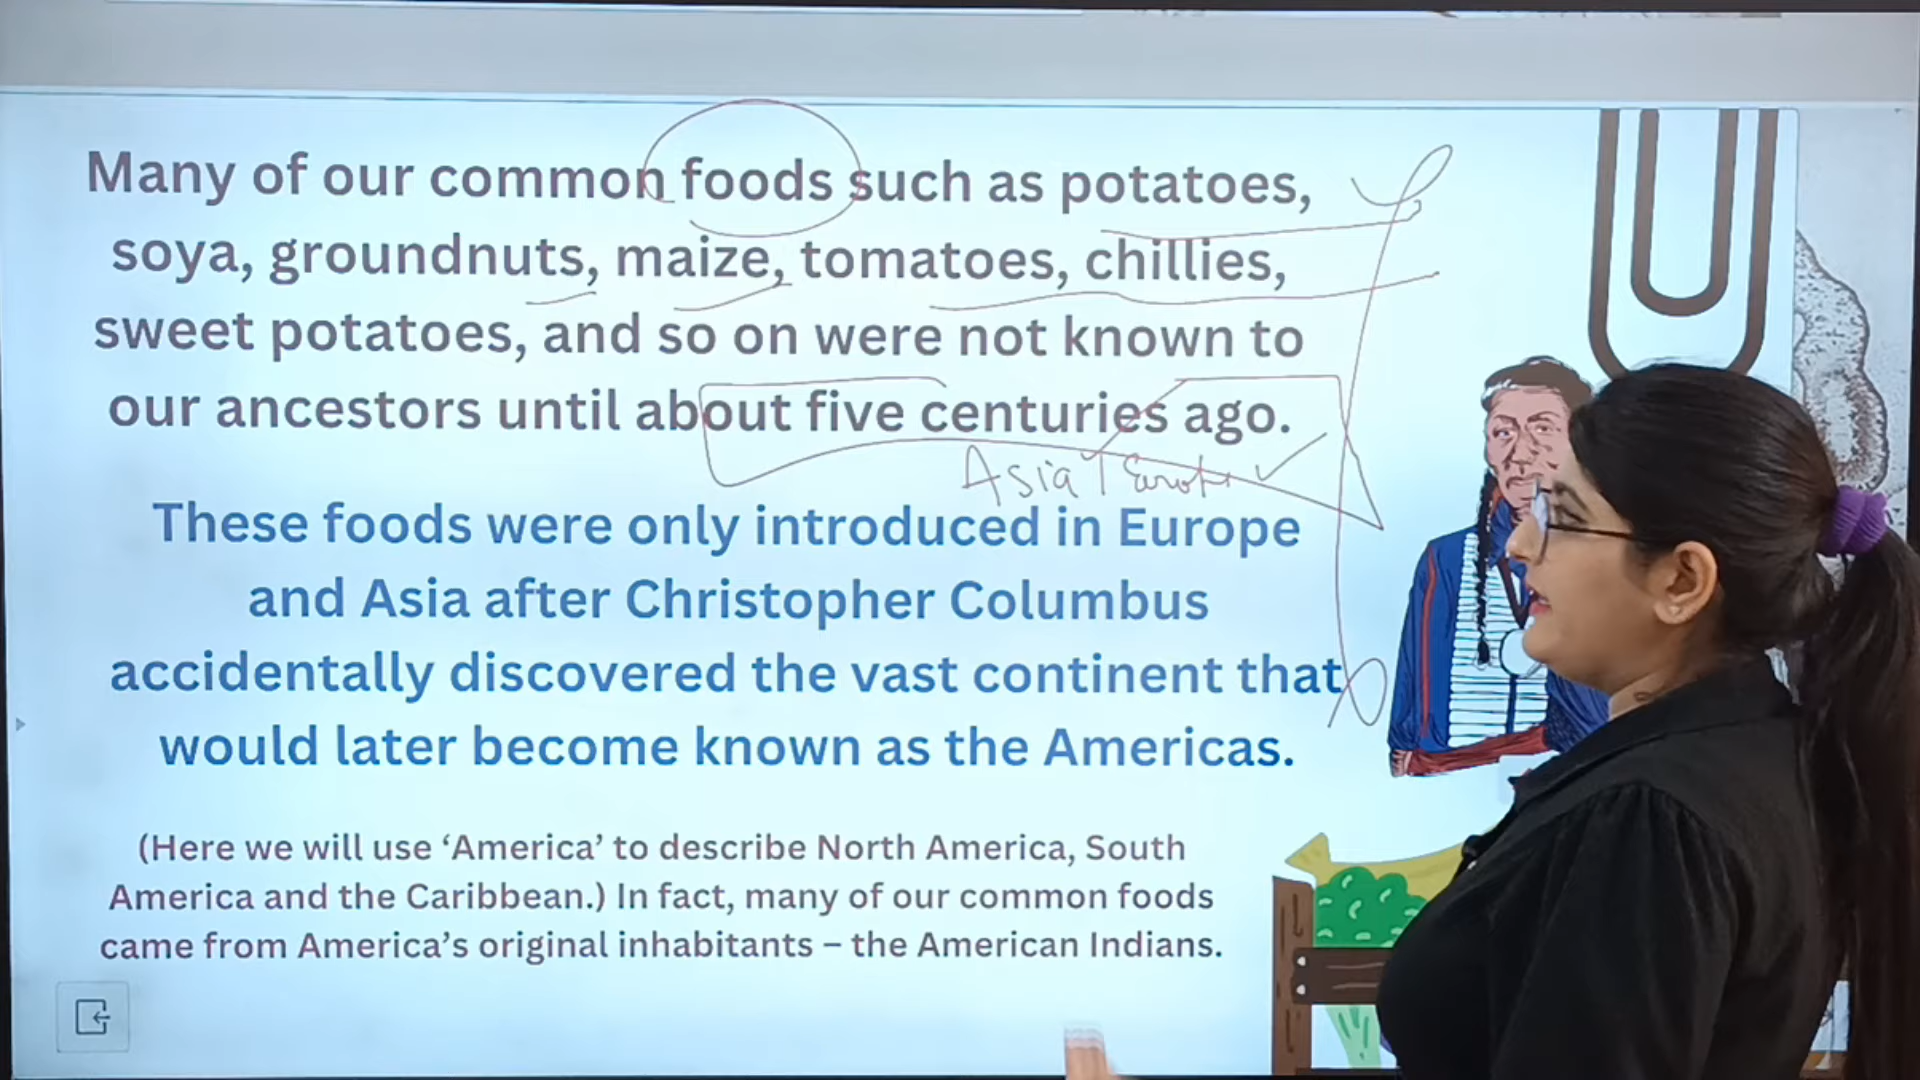 Many of our common foods such as potatoes,
soya, groundnuts, maize, tomatoes, chillies,
sweet potatoes, and so on were not known to
our ancestors until about five centuries ago.
Asia Europe
These foods were only introduced in Europe
and Asia after Christopher Columbus
accidentally discovered the vast continent that
would later become known as the Americas.
(Here we will use ‘America’ to describe North America, South
America and the Caribbean.) In fact, many of our common foods
came from America’s original inhabitants – the American Indians.